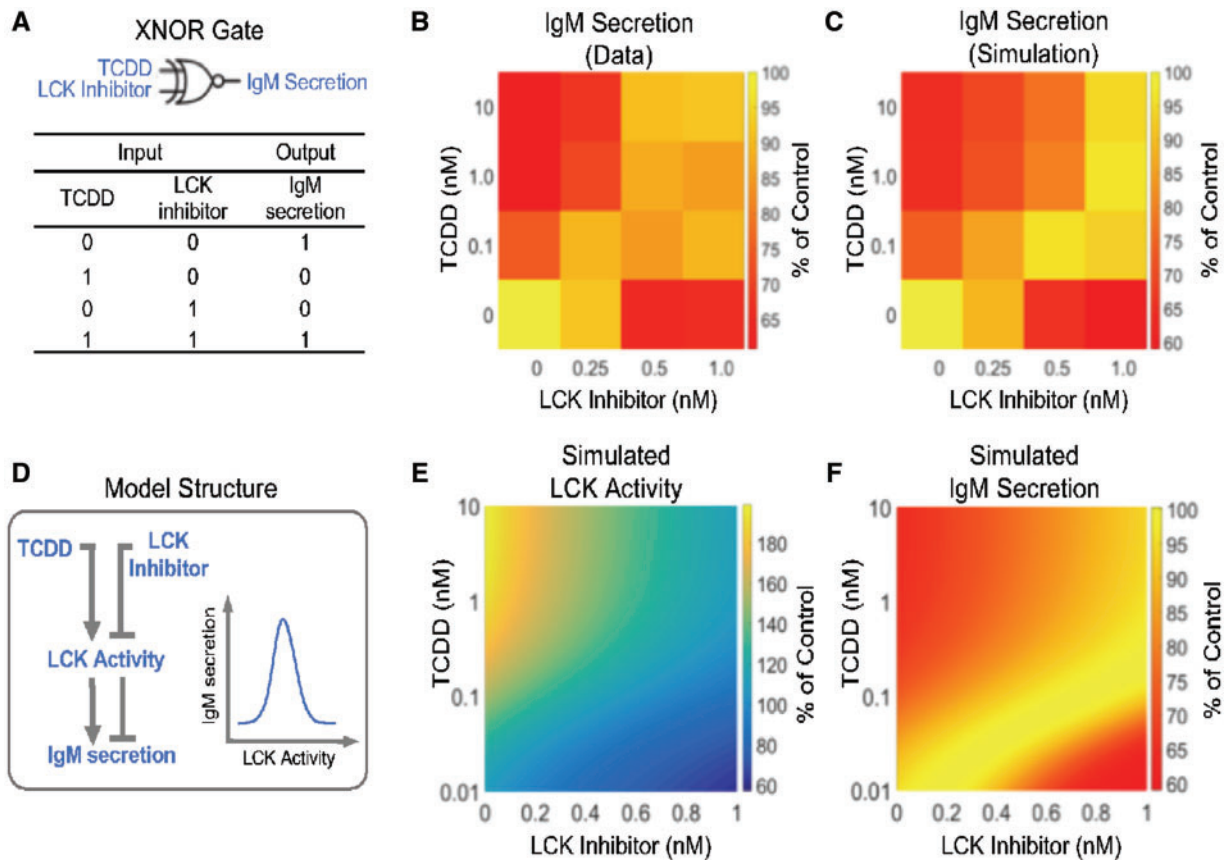 A
XNOR Gate
TCDD
LCK Inhibitor
IgM Secretion
Input Output
TCDD LCK inhibitor IgM secretion
0 0 1
1 0 0
0 1 0
1 1 1
B
IgM Secretion
(Data)
TCDD (nM)
10
1.0
0.1
0
0 0.25 0.5 1.0
LCK Inhibitor (nM)
100
95
90
85
80
75
70
65
% of Control
C
IgM Secretion
(Simulation)
TCDD (nM)
10
1.0
0.1
0
0 0.25 0.5 1.0
LCK Inhibitor (nM)
100
95
90
85
80
75
70
65
60
% of Control
D
Model Structure
TCDD
LCK
Inhibitor
LCK Activity
IgM secretion
IgM secretion
LCK Activity
E
Simulated
LCK Activity
TCDD (nM)
10
1
0.1
0.01
0 0.2 0.4 0.6 0.8 1
LCK Inhibitor (nM)
180
160
140
120
100
80
60
% of Control
F
Simulated
IgM Secretion
TCDD (nM)
10
1
0.1
0.01
0 0.2 0.4 0.6 0.8 1
LCK Inhibitor (nM)
100
95
90
85
80
75
70
65
60
% of Control